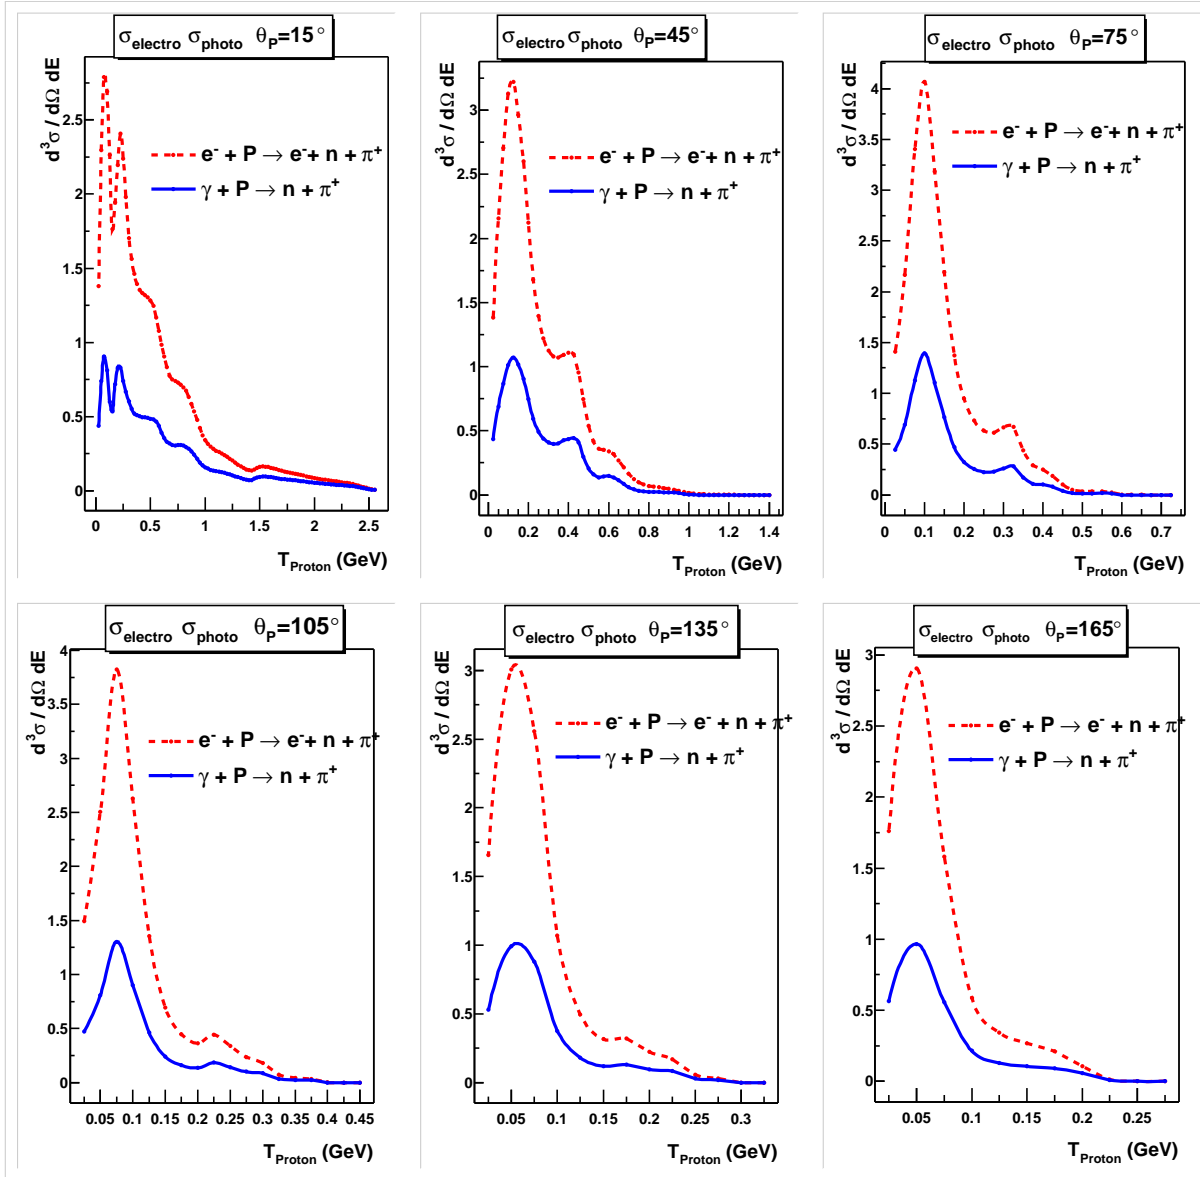 σelectro σphoto θP=15°
d³σ / dΩ dE
2.5
2
1.5
1
0.5
0
e⁻ + P → e⁻+ n + π⁺
γ + P → n + π⁺
0 0.5 1 1.5 2 2.5
TProton (GeV)
σelectro σphoto θP=45°
d³σ / dΩ dE
3
2.5
2
1.5
1
0.5
0
e⁻ + P → e⁻+ n + π⁺
γ + P → n + π⁺
0 0.2 0.4 0.6 0.8 1 1.2 1.4
TProton (GeV)
σelectro σphoto θP=75°
d³σ / dΩ dE
4
3.5
3
2.5
2
1.5
1
0.5
0
e⁻ + P → e⁻+ n + π⁺
γ + P → n + π⁺
0 0.1 0.2 0.3 0.4 0.5 0.6 0.7
TProton (GeV)
σelectro σphoto θP=105°
d³σ / dΩ dE
4
3.5
3
2.5
2
1.5
1
0.5
0
e⁻ + P → e⁻+ n + π⁺
γ + P → n + π⁺
0.05 0.1 0.15 0.2 0.25 0.3 0.35 0.4 0.45
TProton (GeV)
σelectro σphoto θP=135°
d³σ / dΩ dE
3
2.5
2
1.5
1
0.5
0
e⁻ + P → e⁻ + n + π⁺
γ + P → n + π⁺
0.05 0.1 0.15 0.2 0.25 0.3
TProton (GeV)
σelectro σphoto θP=165°
d³σ / dΩ dE
3
2.5
2
1.5
1
0.5
0
e⁻ + P → e⁻ + n + π⁺
γ + P → n + π⁺
0.05 0.1 0.15 0.2 0.25
TProton (GeV)